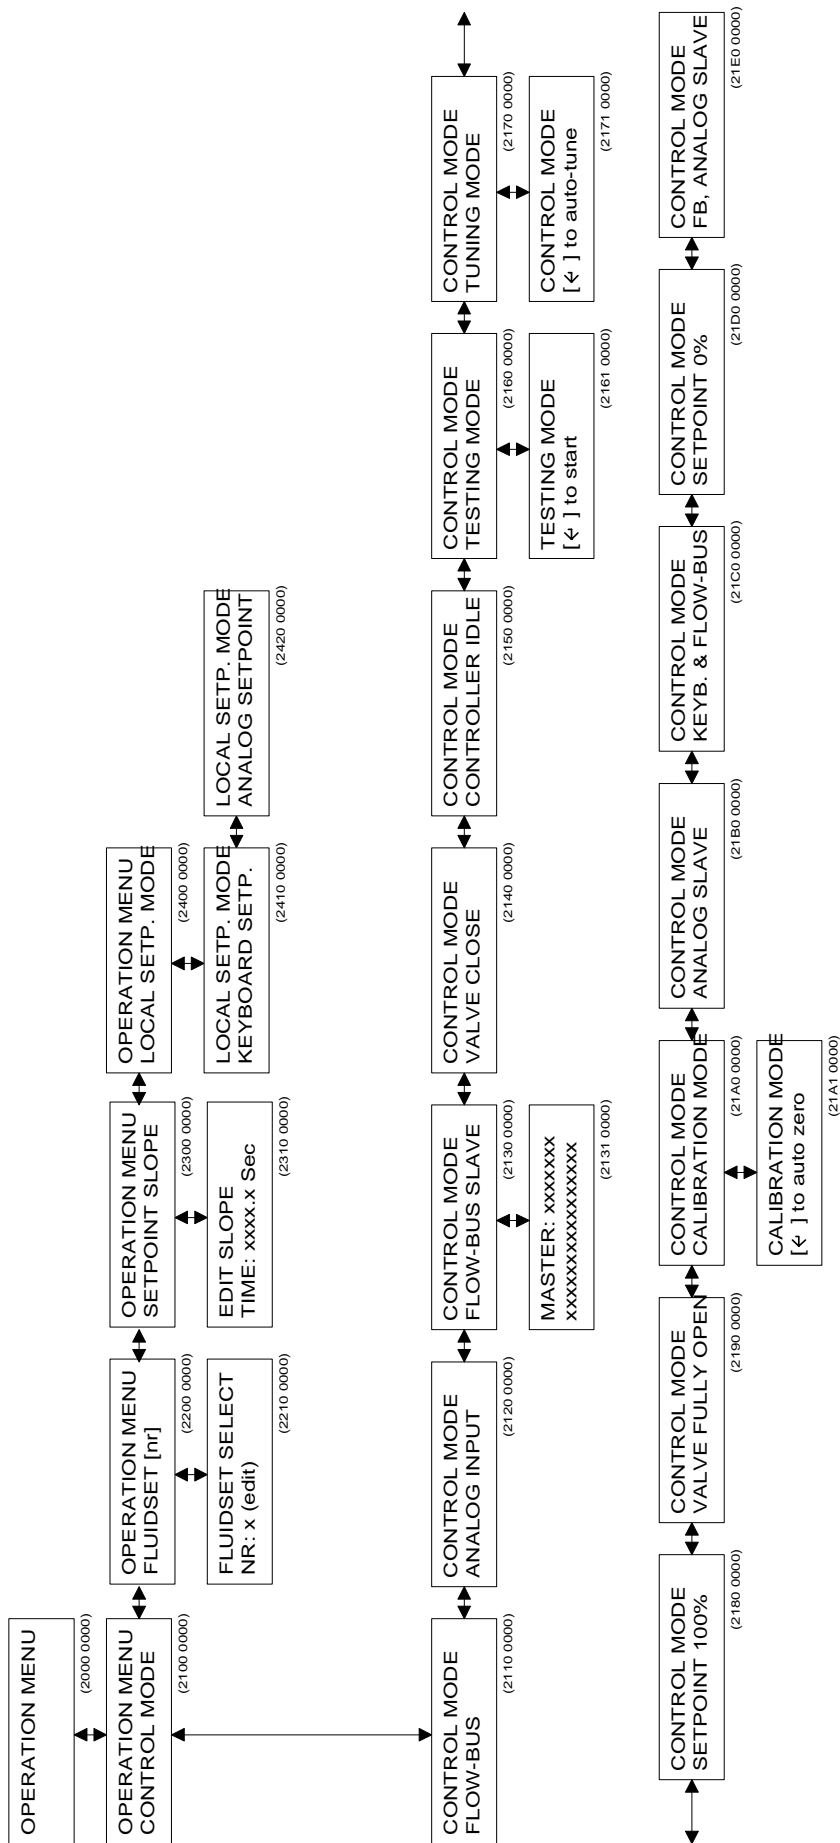 OPERATION MENU
(2000 0000)
OPERATION MENU
CONTROL MODE
(2100 0000)
OPERATION MENU
FLUIDSET [nr]
(2200 0000)
OPERATION MENU
SETPOINT SLOPE
(2300 0000)
OPERATION MENU
LOCAL SETP. MODE
(2400 0000)
FLUIDSET SELECT
NR: x (edit)
(2210 0000)
EDIT SLOPE
TIME: xxxx.x Sec
(2310 0000)
LOCAL SETP. MODE
KEYBOARD SETP.
(2410 0000)
LOCAL SETP. MODE
ANALOG SETPOINT
(2420 0000)
CONTROL MODE
FLOW-BUS
(2110 0000)
CONTROL MODE
ANALOG INPUT
(2120 0000)
CONTROL MODE
FLOW-BUS SLAVE
(2130 0000)
CONTROL MODE
VALVE CLOSE
(2140 0000)
CONTROL MODE
CONTROLLER IDLE
(2150 0000)
CONTROL MODE
TESTING MODE
(2160 0000)
CONTROL MODE
TUNING MODE
(2170 0000)
MASTER: xxxxxxx
xxxxxxxxxxxxxxxx
(2131 0000)
TESTING MODE
[↵ ] to start
(2161 0000)
CONTROL MODE
[↵ ] to auto-tune
(2171 0000)
CONTROL MODE
SETPOINT 100%
(2180 0000)
CONTROL MODE
VALVE FULLY OPEN
(2190 0000)
CONTROL MODE
CALIBRATION MODE
(21A0 0000)
CONTROL MODE
ANALOG SLAVE
(21B0 0000)
CONTROL MODE
KEYB. & FLOW-BUS
(21C0 0000)
CONTROL MODE
SETPOINT 0%
(21D0 0000)
CONTROL MODE
FB, ANALOG SLAVE
(21E0 0000)
CALIBRATION MODE
[↵ ] to auto zero
(21A1 0000)